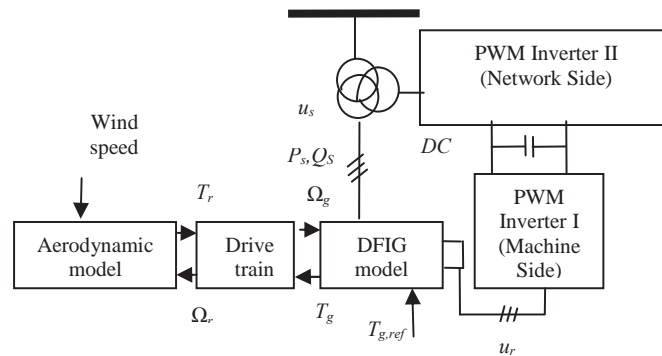 PWM Inverter II
(Network Side)
u_s
Wind
speed
P_s,Q_S
DC
T_r
Ω_g
PWM
Inverter I
(Machine
Side)
Aerodynamic
model
Drive
train
DFIG
model
Ω_r
T_g
T_g,ref
u_r